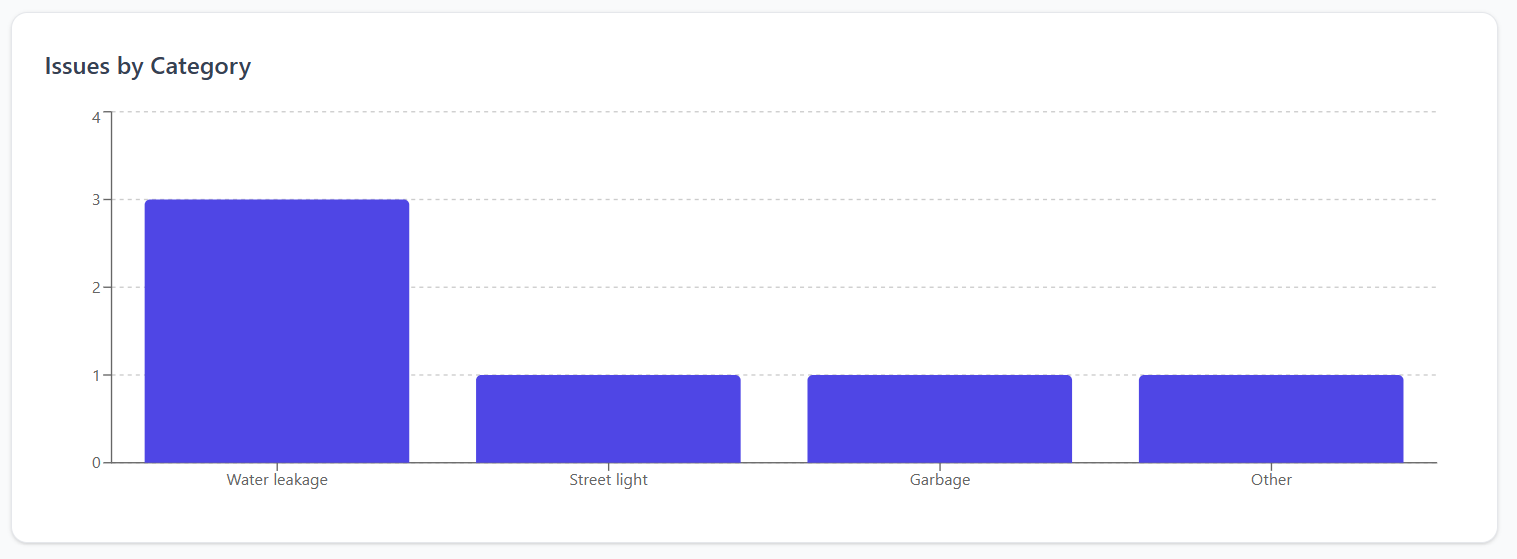 Issues by Category
4
3
2
1
0
Water leakage
Street light
Garbage
Other